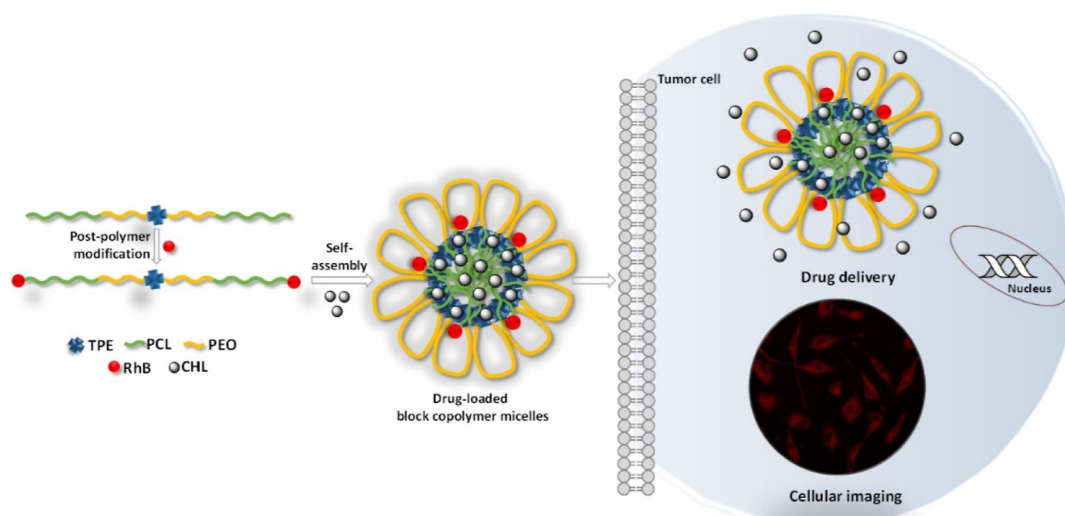 Post-polymer
modification
TPE PCL PEO
RhB CHL
Self-
assembly
Drug-loaded
block copolymer micelles
Tumor cell
Drug delivery
Nucleus
Cellular imaging